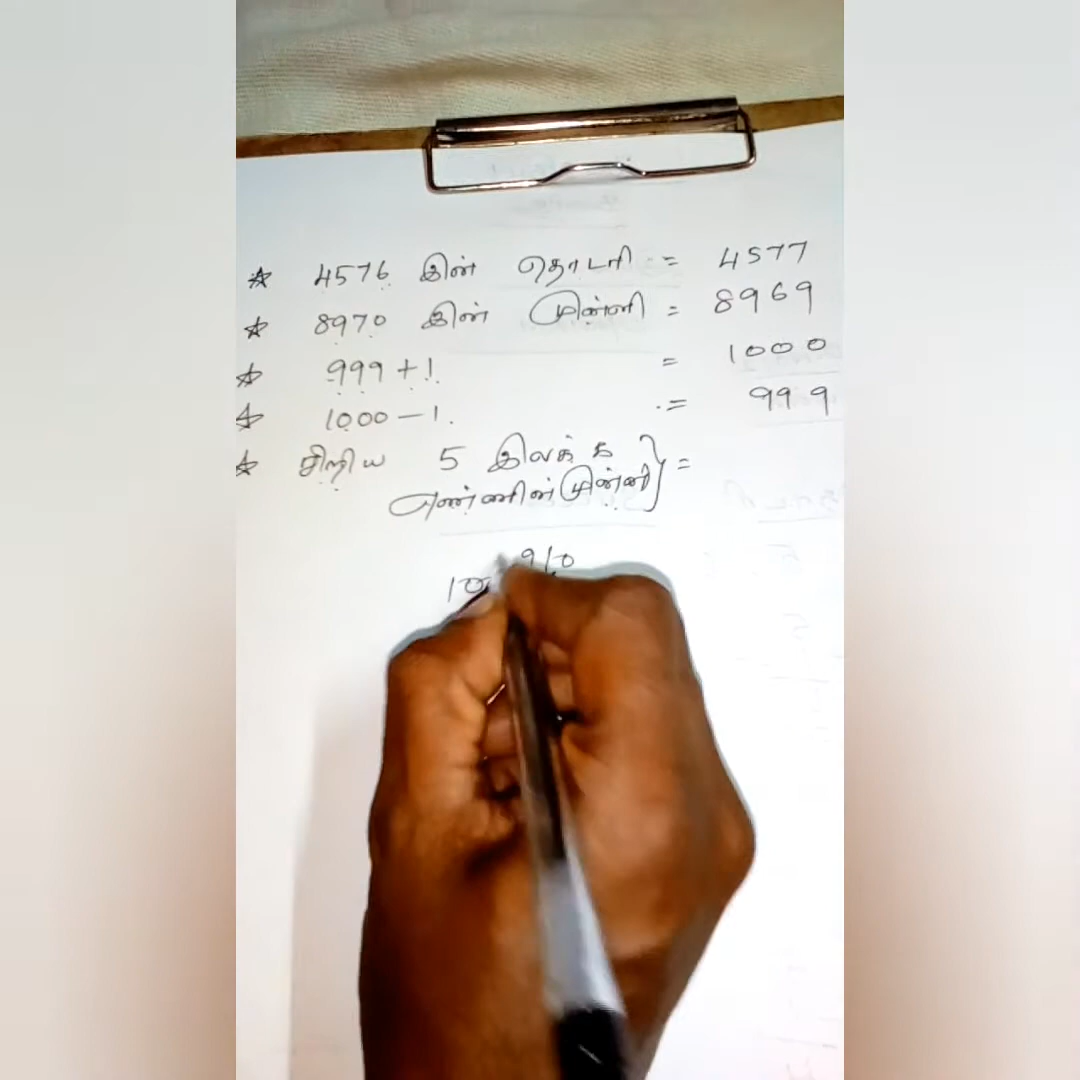 ☆ 4576 இன் தொடரி = 4577
☆ 8970 இன் முன்னி = 8969
☆ 999 + 1 = 1000
☆ 1000 – 1. = 999
☆ சிறிய 5 இலக்க } =
எண்ணின் முன்னி